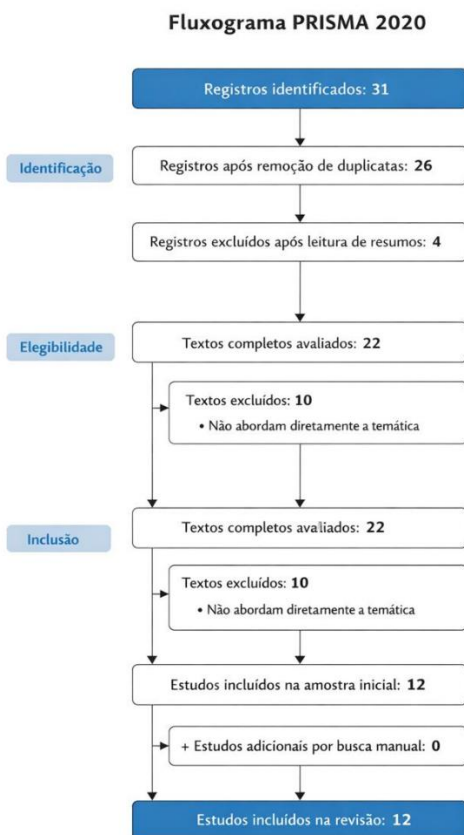 Fluxograma PRISMA 2020
Registros identificados: 31
Identificação
Registros após remoção de duplicatas: 26
Registros excluídos após leitura de resumos: 4
Elegibilidade
Textos completos avaliados: 22
Textos excluídos: 10
• Não abordam diretamente a temática
Inclusão
Textos completos avaliados: 22
Textos excluídos: 10
• Não abordam diretamente a temática
Estudos incluídos na amostra inicial: 12
+ Estudos adicionais por busca manual: 0
Estudos incluídos na revisão: 12